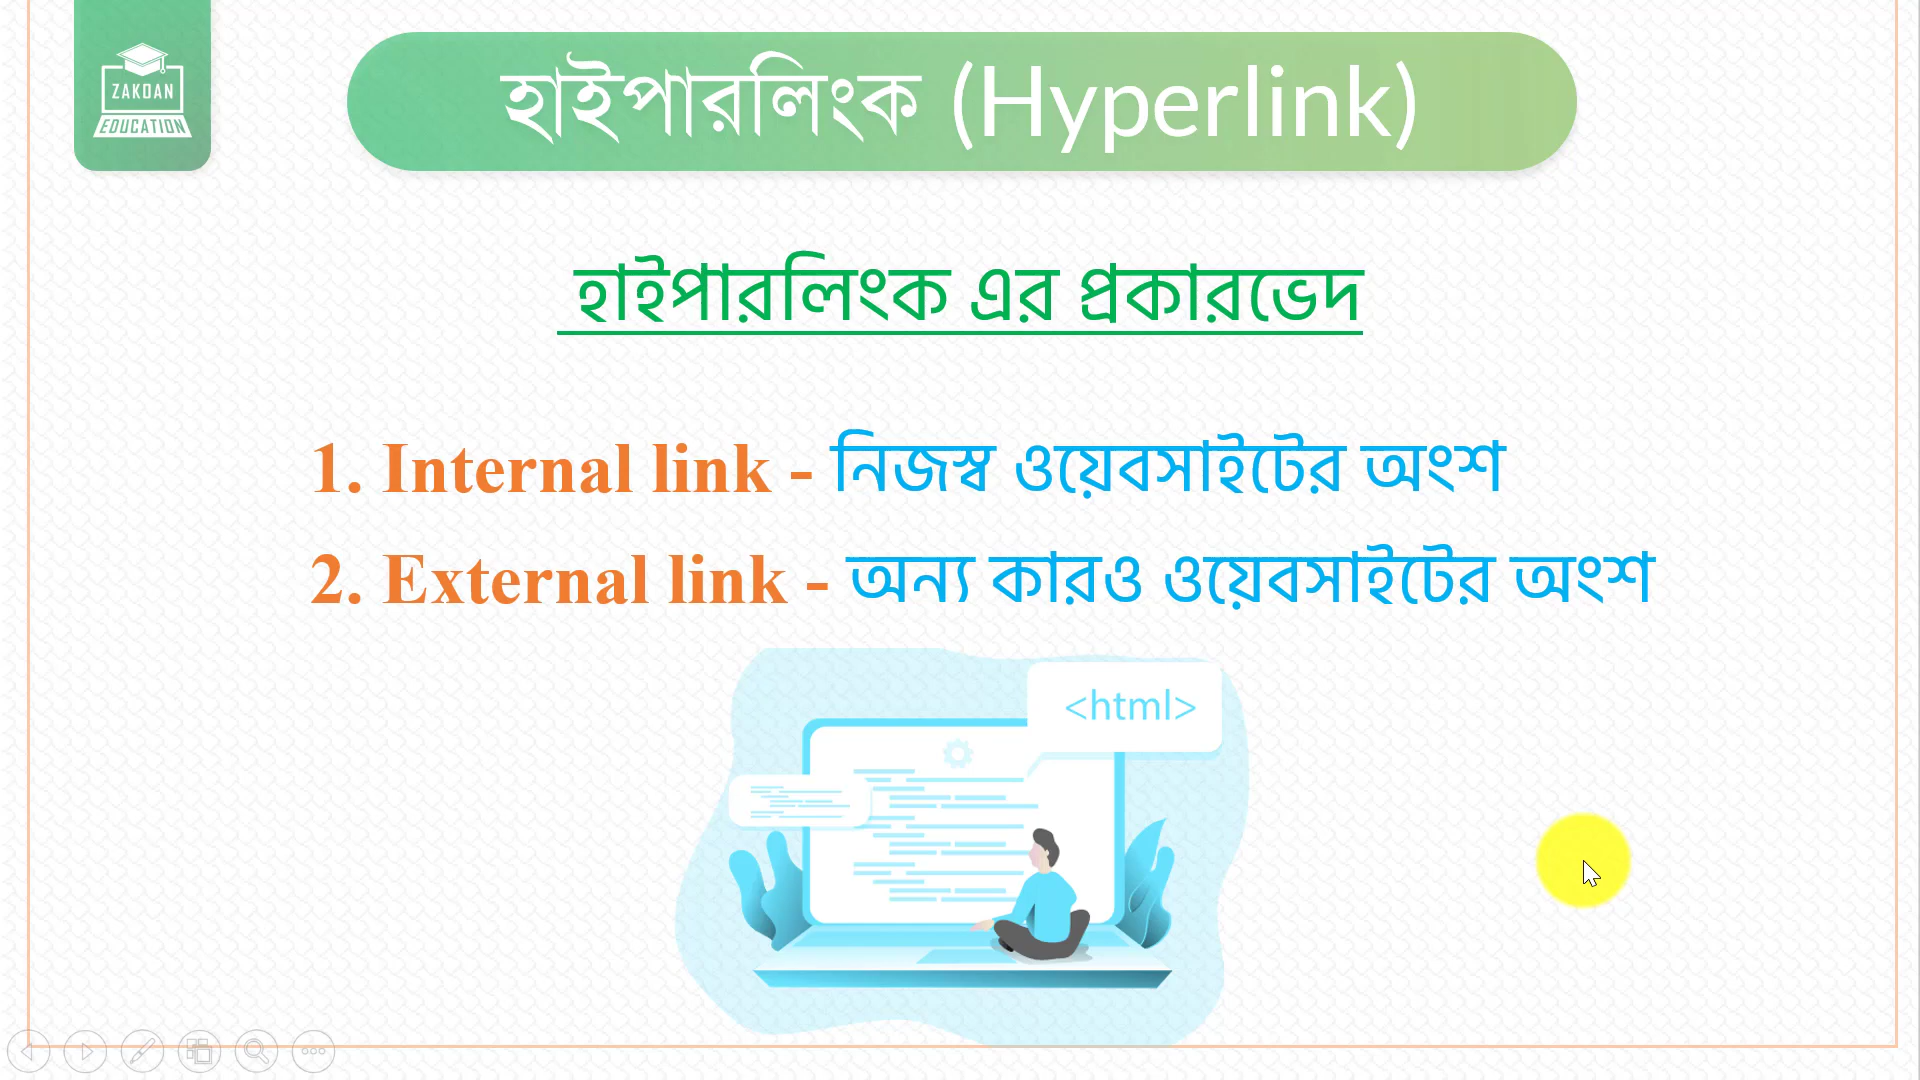 ZAKOAN
EDUCATION
হাইপারলিংক (Hyperlink)
হাইপারলিংক এর প্রকারভেদ
1. Internal link - নিজস্ব ওয়েবসাইটের অংশ
2. External link - অন্য কারও ওয়েবসাইটের অংশ
<html>